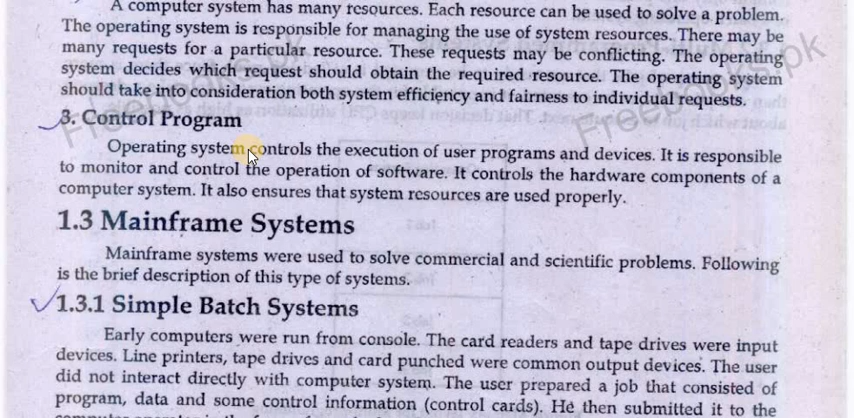 A computer system has many resources. Each resource can be used to solve a problem.
The operating system is responsible for managing the use of system resources. There may be
many requests for a particular resource. These requests may be conflicting. The operating
system decides which request should obtain the required resource. The operating system
should take into consideration both system efficiency and fairness to individual requests.
3. Control Program
Operating system controls the execution of user programs and devices. It is responsible
to monitor and control the operation of software. It controls the hardware components of a
computer system. It also ensures that system resources are used properly.
1.3 Mainframe Systems
Mainframe systems were used to solve commercial and scientific problems. Following
is the brief description of this type of systems.
1.3.1 Simple Batch Systems
Early computers were run from console. The card readers and tape drives were input
devices. Line printers, tape drives and card punched were common output devices. The user
did not interact directly with computer system. The user prepared a job that consisted of
program, data and some control information (control cards). He then submitted it to the